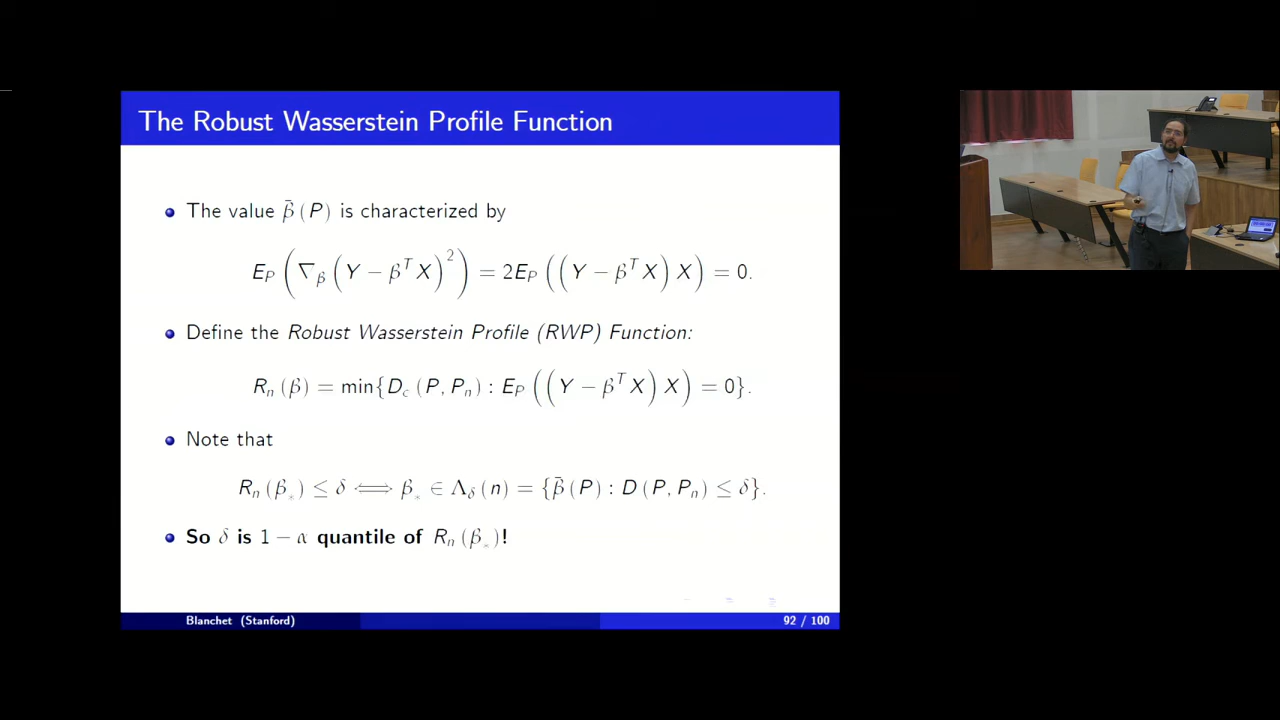 The Robust Wasserstein Profile Function
The value β̄ (P) is characterized by
E_P (∇_β (Y − β^T X)^2) = 2E_P ((Y − β^T X) X) = 0.
Define the Robust Wasserstein Profile (RWP) Function:
R_n (β) = min{D_c (P, P_n) : E_P ((Y − β^T X) X) = 0}.
Note that
R_n (β_*) ≤ δ ⟺ β_* ∈ Λ_δ (n) = {β̄ (P) : D (P, P_n) ≤ δ}.
So δ is 1 − α quantile of R_n (β_*)!
Blanchet (Stanford)
92 / 100